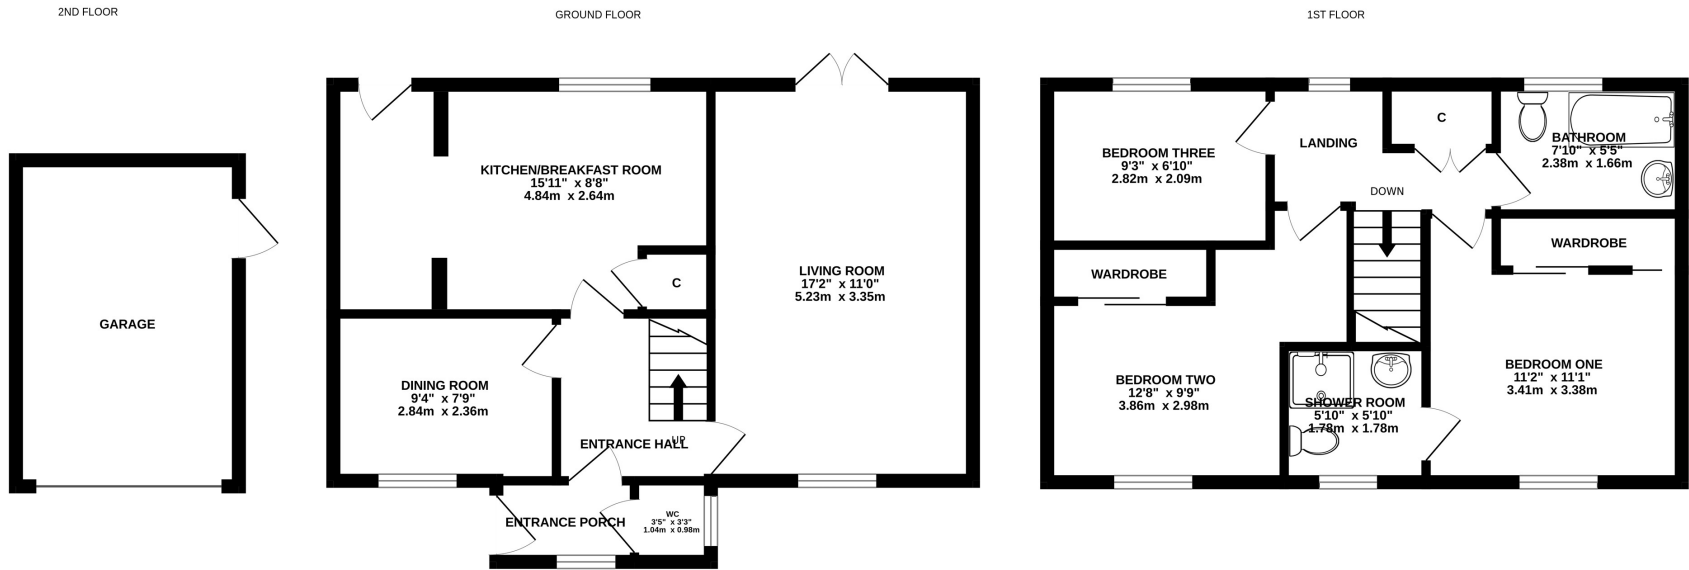 2ND FLOOR
GARAGE
GROUND FLOOR
KITCHEN/BREAKFAST ROOM
15'11" x 8'8"
4.84m x 2.64m
C
LIVING ROOM
17'2" x 11'0"
5.23m x 3.35m
DINING ROOM
9'4" x 7'9"
2.84m x 2.36m
UP
ENTRANCE HALL
ENTRANCE PORCH
WC
3'5" x 3'3"
1.04m x 0.98m
1ST FLOOR
BEDROOM THREE
9'3" x 6'10"
2.82m x 2.09m
LANDING
C
BATHROOM
7'10" x 5'5"
2.38m x 1.66m
DOWN
WARDROBE
WARDROBE
BEDROOM TWO
12'8" x 9'9"
3.86m x 2.98m
SHOWER ROOM
5'10" x 5'10"
1.78m x 1.78m
BEDROOM ONE
11'2" x 11'1"
3.41m x 3.38m